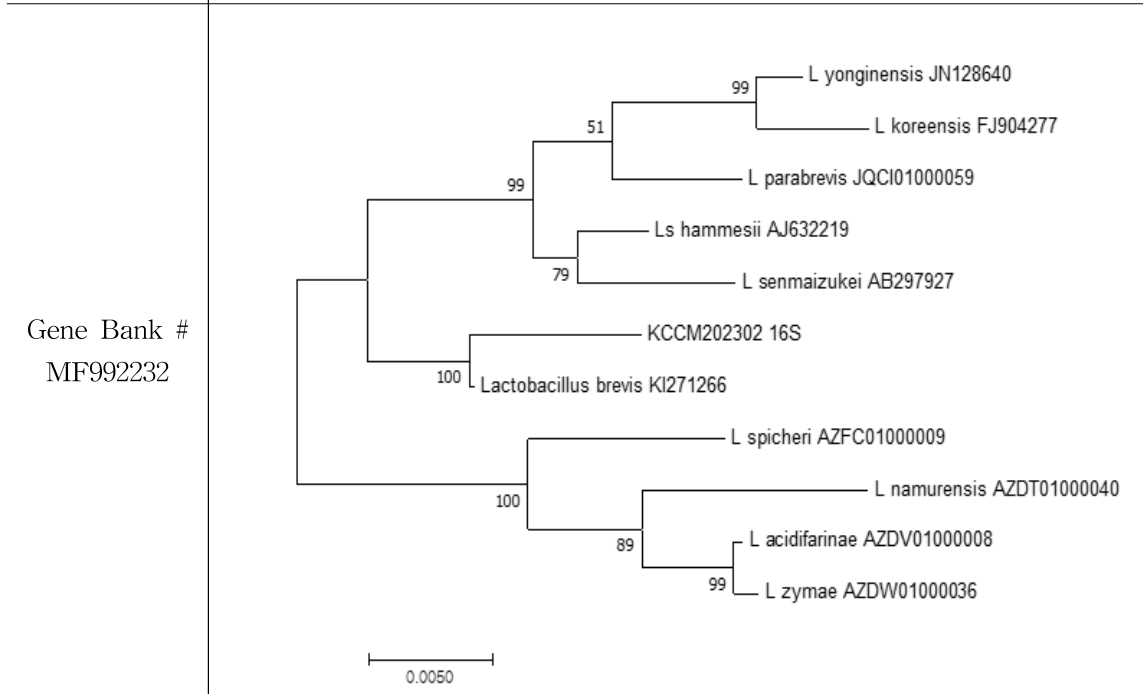 Gene Bank #
MF992232
99
L yonginensis JN128640
L koreensis FJ904277
51
L parabrevis JQCI01000059
99
Ls hammesii AJ632219
79
L senmaizukei AB297927
KCCM202302 16S
100
Lactobacillus brevis KI271266
L spicheri AZFC01000009
100
L namurensis AZDT01000040
89
L acidifarinae AZDV01000008
99
L zymae AZDW01000036
0.0050